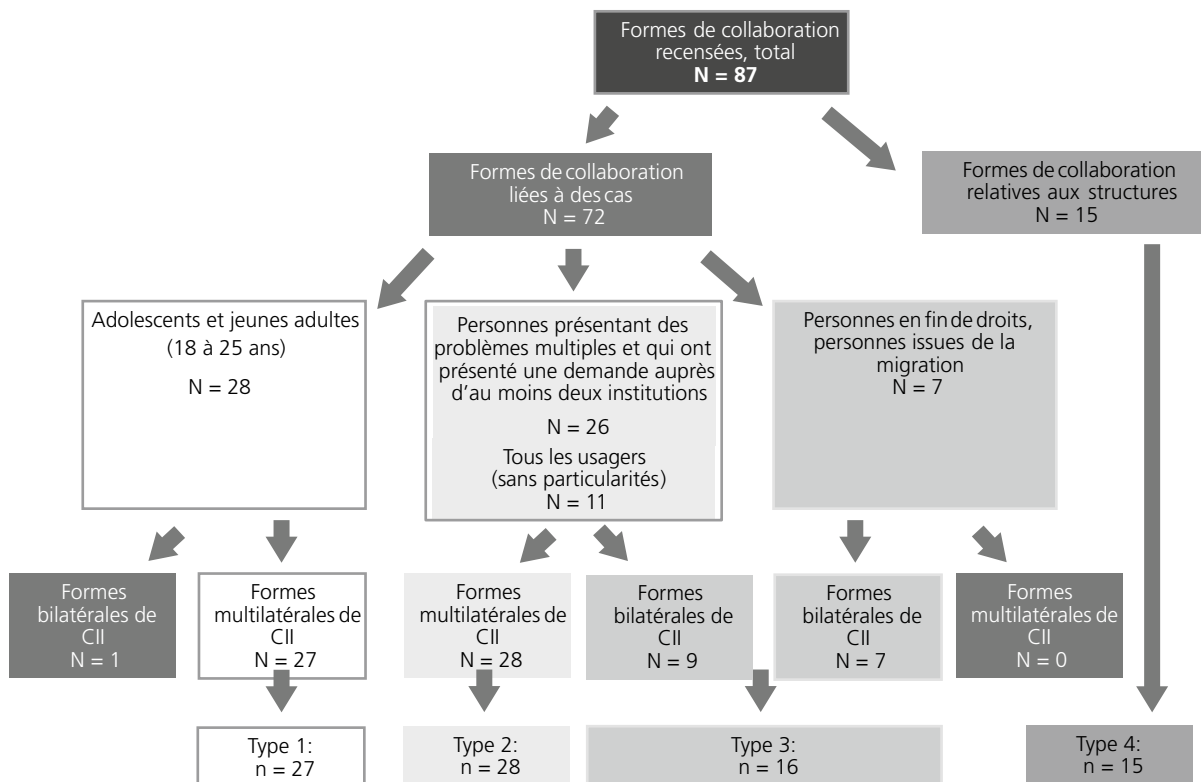 Formes de collaboration
recensées, total
N = 87
Formes de collaboration
liées à des cas
N = 72
Formes de collaboration
relatives aux structures
N = 15
Adolescents et jeunes adultes
(18 à 25 ans)
N = 28
Personnes présentant des
problèmes multiples et qui ont
présenté une demande auprès
d’au moins deux institutions
N = 26
Tous les usagers
(sans particularités)
N = 11
Personnes en fin de droits,
personnes issues de la
migration
N = 7
Formes
bilatérales de
CII
N = 1
Formes
multilatérales de
CII
N = 27
Formes
multilatérales de
CII
N = 28
Formes
bilatérales de
CII
N = 9
Formes
bilatérales de
CII
N = 7
Formes
multilatérales de
CII
N = 0
Type 1:
n = 27
Type 2:
n = 28
Type 3:
n = 16
Type 4:
n = 15